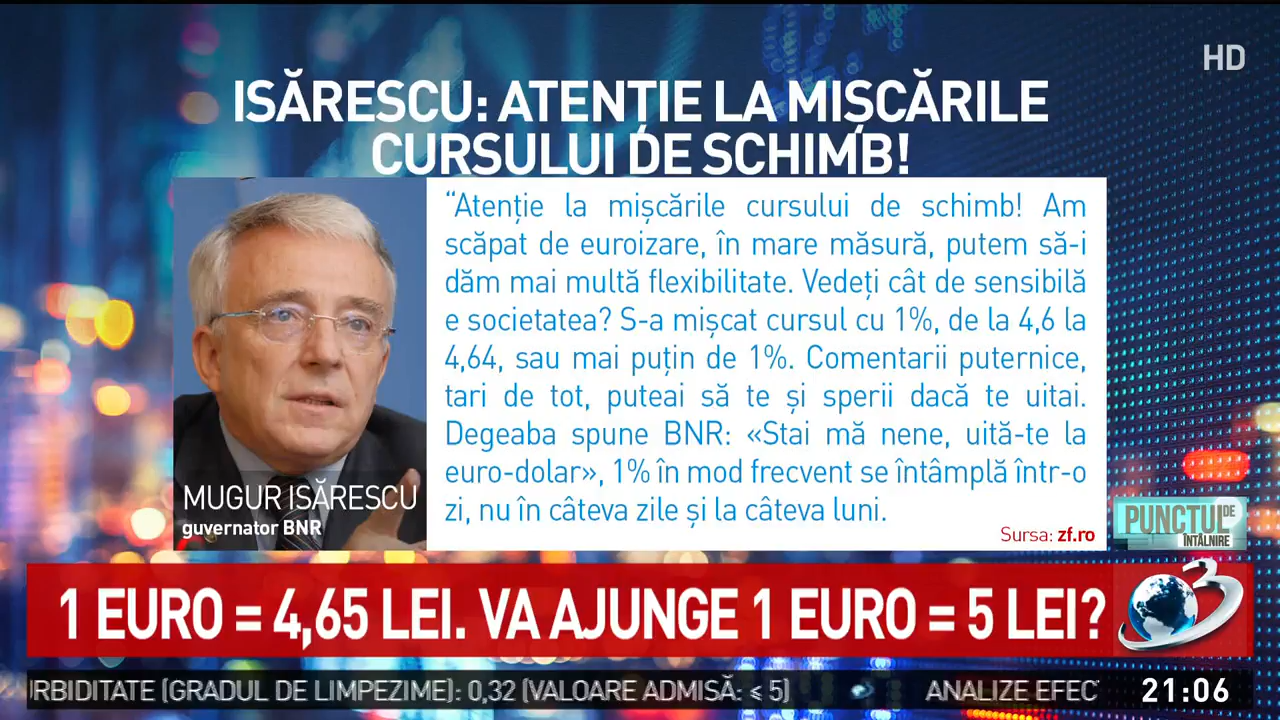 HD
ISĂRESCU: ATENȚIE LA MIȘCĂRILE
CURSULUI DE SCHIMB!
“Atenție la mișcările cursului de schimb! Am
scăpat de euroizare, în mare măsură, putem să-i
dăm mai multă flexibilitate. Vedeți cât de sensibilă
e societatea? S-a mișcat cursul cu 1%, de la 4,6 la
4,64, sau mai puțin de 1%. Comentarii puternice,
tari de tot, puteai să te și sperii dacă te uitai.
Degeaba spune BNR: «Stai mă nene, uită-te la
euro-dolar», 1% în mod frecvent se întâmplă într-o
zi, nu în câteva zile și la câteva luni.
MUGUR ISĂRESCU
guvernator BNR
Sursa: zf.ro
PUNCTUL DE
ÎNTÂLNIRE
1 EURO = 4,65 LEI. VA AJUNGE 1 EURO = 5 LEI?
3
RBIDITATE (GRADUL DE LIMPEZIME): 0,32 (VALOARE ADMISĂ: ≤ 5) ANALIZE EFECT
21:06